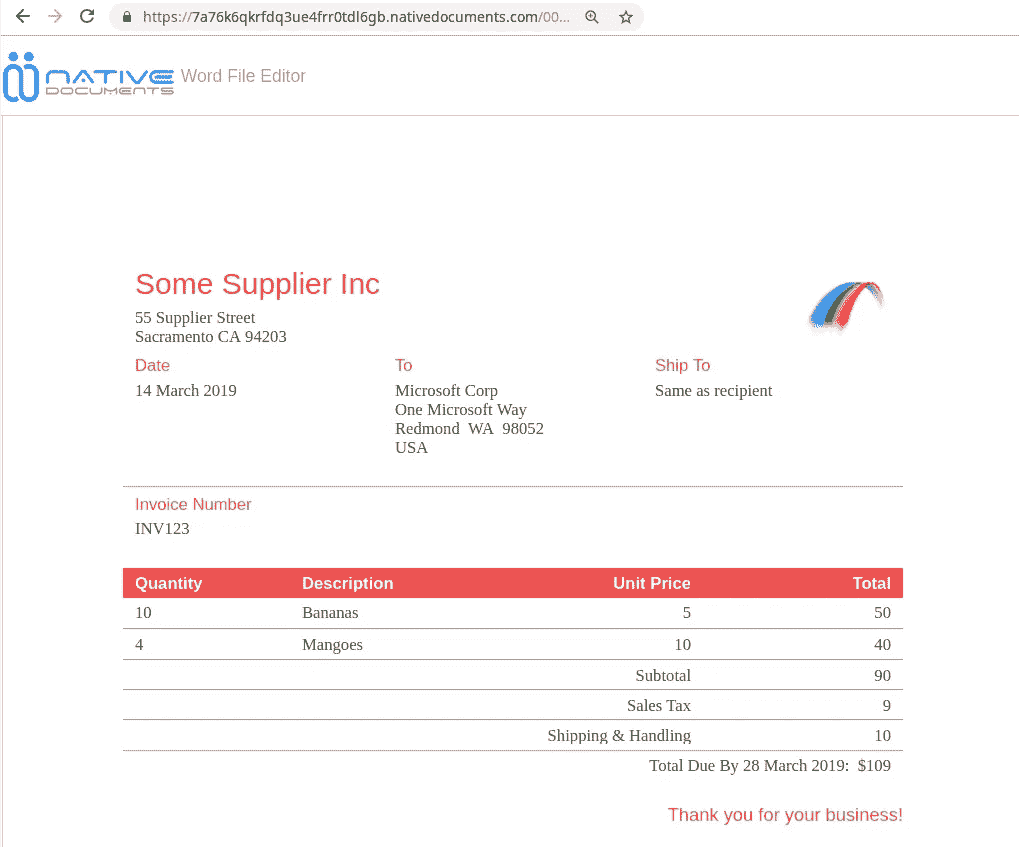 https://7a76k6qkrfdq3ue4frr0tdl6gb.nativedocuments.com/00...
NATIVE DOCUMENTS Word File Editor
Some Supplier Inc
55 Supplier Street
Sacramento CA 94203
Date To Ship To
14 March 2019 Microsoft Corp Same as recipient
One Microsoft Way
Redmond WA 98052
USA
Invoice Number
INV123
Quantity Description Unit Price Total
10 Bananas 5 50
4 Mangoes 10 40
Subtotal 90
Sales Tax 9
Shipping & Handling 10
Total Due By 28 March 2019: $109
Thank you for your business!